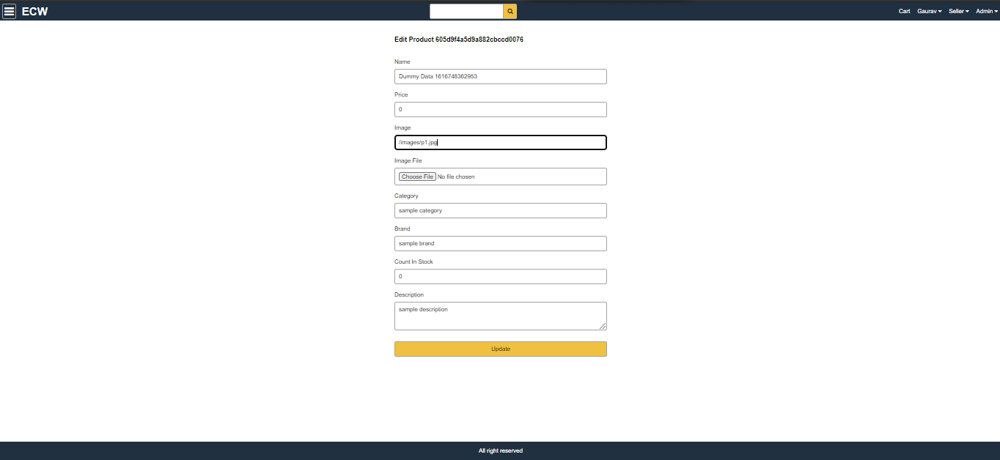 ECW
Cart Gaurav Seller Admin
Edit Product 605d9f4a5d9a882cbccd0076
Name
Dummy Data 1616748362953
Price
0
Image
/images/p1.jpg
Image File
Choose File No file chosen
Category
sample category
Brand
sample brand
Count In Stock
0
Description
sample description
Update
All right reserved